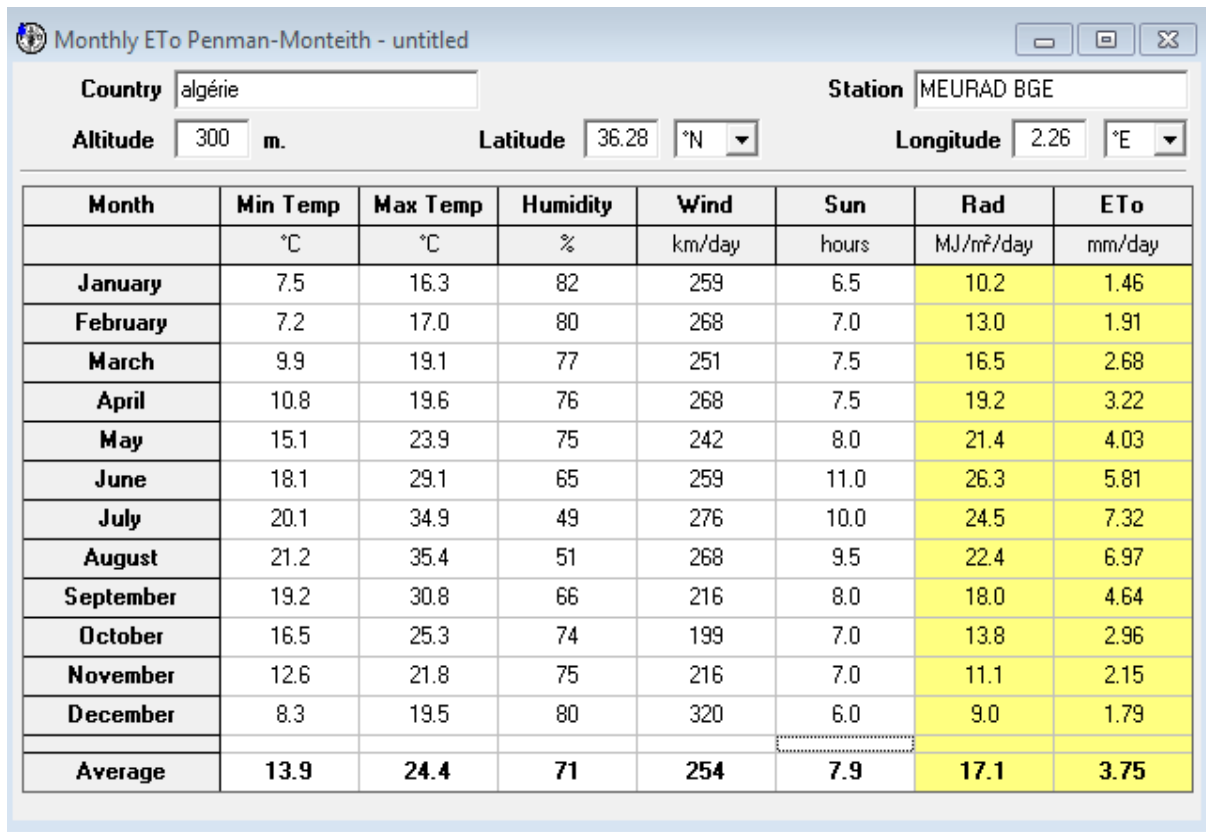 Monthly ETo Penman-Monteith - untitled
Country algérie Station MEURAD BGE
Altitude 300 m. Latitude 36.28 °N Longitude 2.26 °E
Month Min Temp Max Temp Humidity Wind Sun Rad ETo
°C °C % km/day hours MJ/m²/day mm/day
January 7.5 16.3 82 259 6.5 10.2 1.46
February 7.2 17.0 80 268 7.0 13.0 1.91
March 9.9 19.1 77 251 7.5 16.5 2.68
April 10.8 19.6 76 268 7.5 19.2 3.22
May 15.1 23.9 75 242 8.0 21.4 4.03
June 18.1 29.1 65 259 11.0 26.3 5.81
July 20.1 34.9 49 276 10.0 24.5 7.32
August 21.2 35.4 51 268 9.5 22.4 6.97
September 19.2 30.8 66 216 8.0 18.0 4.64
October 16.5 25.3 74 199 7.0 13.8 2.96
November 12.6 21.8 75 216 7.0 11.1 2.15
December 8.3 19.5 80 320 6.0 9.0 1.79
Average 13.9 24.4 71 254 7.9 17.1 3.75